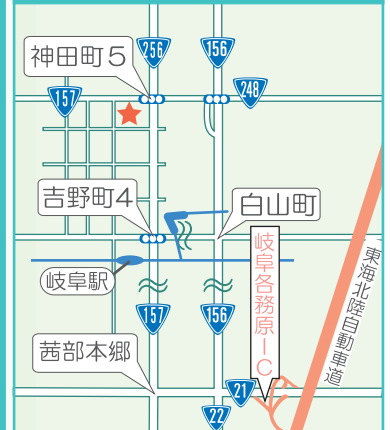 神田町5
256
156
157
248
吉野町4
白山町
岐阜駅
岐阜各務原IC
東海北陸自動車道
157
156
茜部本郷
21
22